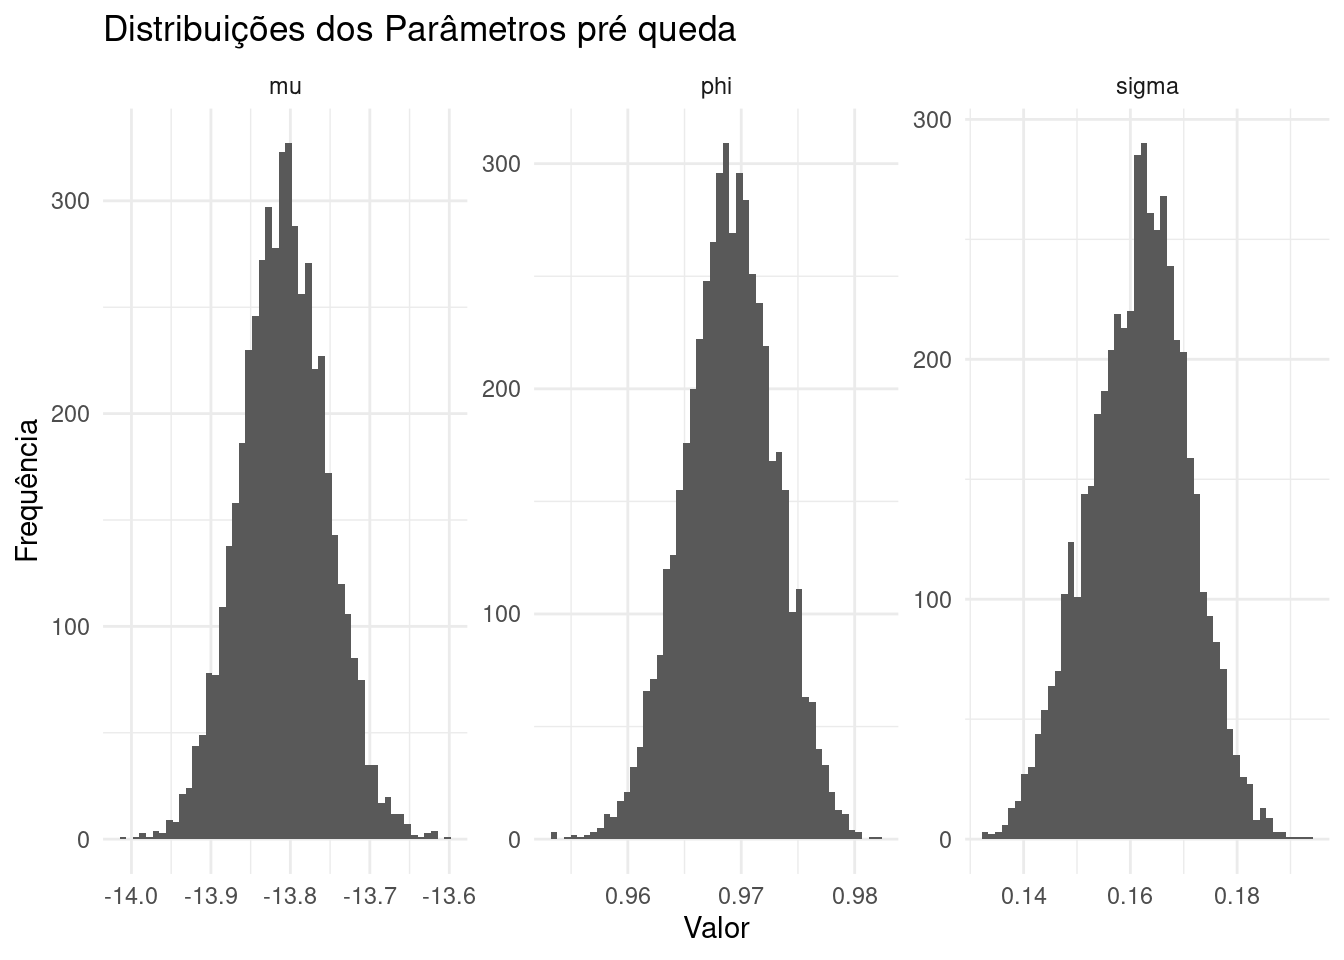 Distribuições dos Parâmetros pré queda
mu
phi
sigma
Frequência
300
200
100
0
300
200
100
0
300
200
100
0
-14.0 -13.9 -13.8 -13.7 -13.6
0.96 0.97 0.98
0.14 0.16 0.18
Valor